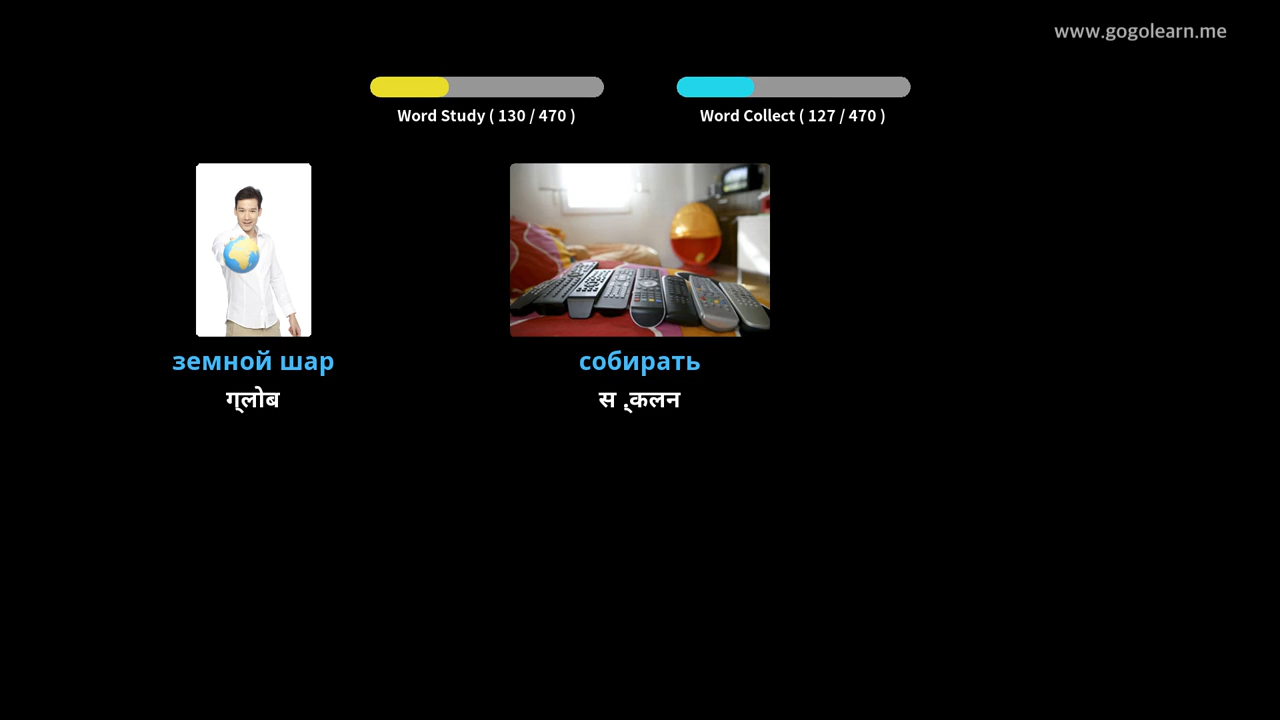 www.gogolearn.me
Word Study ( 130 / 470 )
Word Collect ( 127 / 470 )
земной шар
собирать
ग्लोब
स ्.कलन